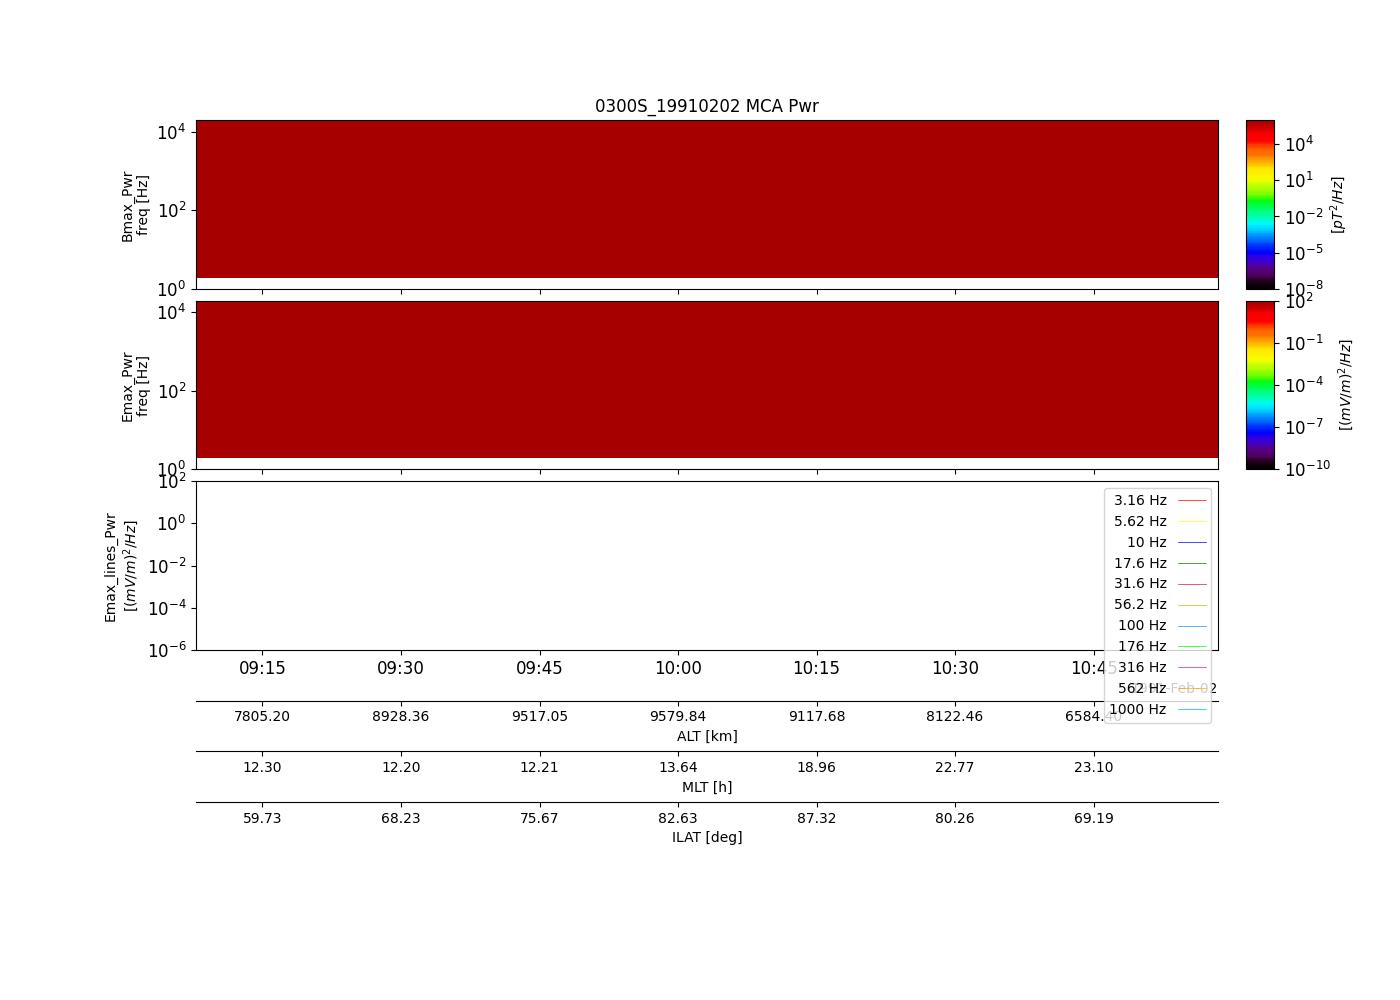 0300S_19910202 MCA Pwr
10^4
10^2
10^0
Bmax_Pwr
freq [Hz]
10^4
10^1
10^−2
10^−5
10^−8
[pT^2/Hz]
10^4
10^2
10^0
Emax_Pwr
freq [Hz]
10^2
10^−1
10^−4
10^−7
10^−10
[(mV/m)^2/Hz]
10^2
10^0
10^−2
10^−4
10^−6
Emax_lines_Pwr
[(mV/m)^2/Hz]
3.16 Hz
5.62 Hz
10 Hz
17.6 Hz
31.6 Hz
56.2 Hz
100 Hz
176 Hz
316 Hz
562 Hz
1000 Hz
09:15 09:30 09:45 10:00 10:15 10:30 10:45
-Feb-02
7805.20 8928.36 9517.05 9579.84 9117.68 8122.46 6584.40
ALT [km]
12.30 12.20 12.21 13.64 18.96 22.77 23.10
MLT [h]
59.73 68.23 75.67 82.63 87.32 80.26 69.19
ILAT [deg]